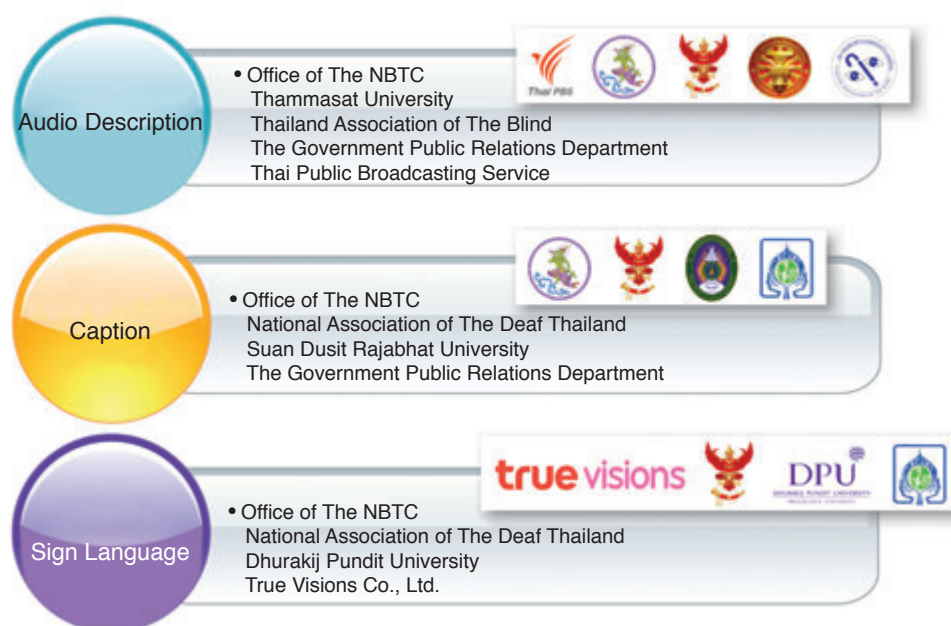 Thai PBS
Audio Description
• Office of The NBTC
Thammasat University
Thailand Association of The Blind
The Government Public Relations Department
Thai Public Broadcasting Service
Caption
• Office of The NBTC
National Association of The Deaf Thailand
Suan Dusit Rajabhat University
The Government Public Relations Department
true visions
DPU
DHURAKIJ PUNDIT UNIVERSITY
Sign Language
• Office of The NBTC
National Association of The Deaf Thailand
Dhurakij Pundit University
True Visions Co., Ltd.